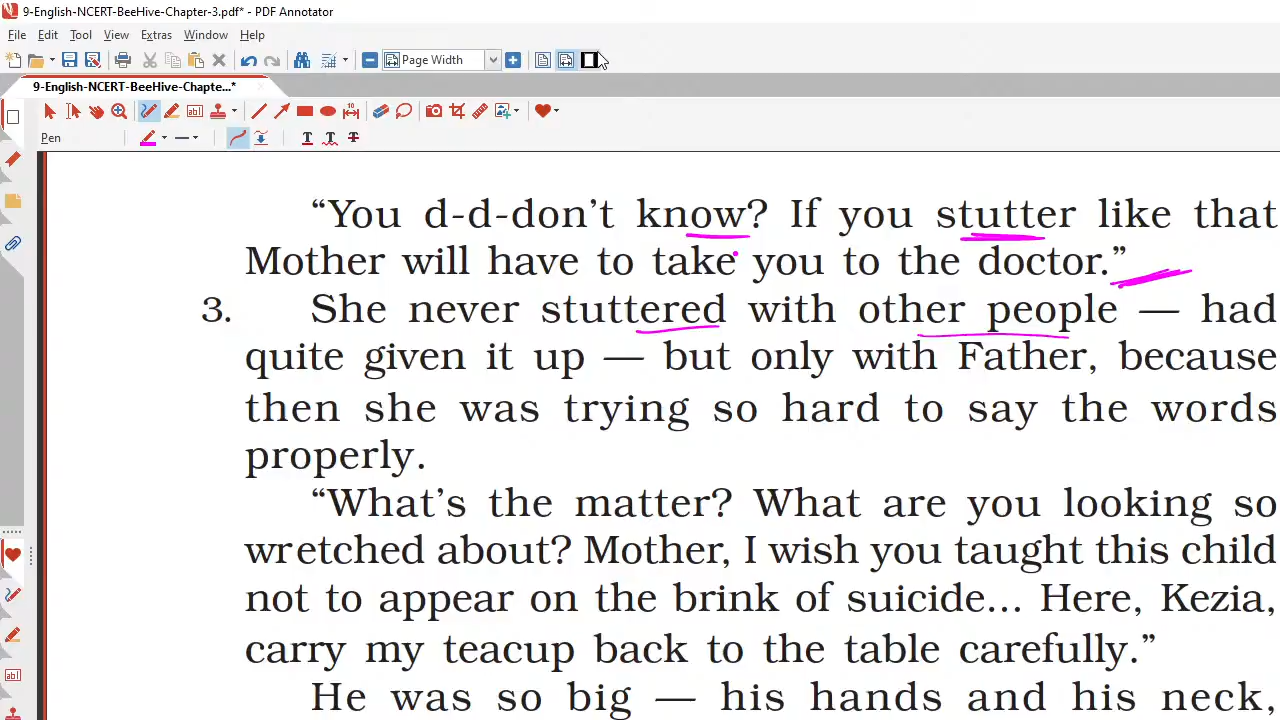 9-English-NCERT-BeeHive-Chapter-3.pdf* - PDF Annotator
File Edit Tool View Extras Window Help
Page Width
9-English-NCERT-BeeHive-Chapte...*
Pen
“You d-d-don’t know? If you stutter like that
Mother will have to take you to the doctor.”
3. She never stuttered with other people — had
quite given it up — but only with Father, because
then she was trying so hard to say the words
properly.
“What’s the matter? What are you looking so
wretched about? Mother, I wish you taught this child
not to appear on the brink of suicide... Here, Kezia,
carry my teacup back to the table carefully.”
He was so big — his hands and his neck,